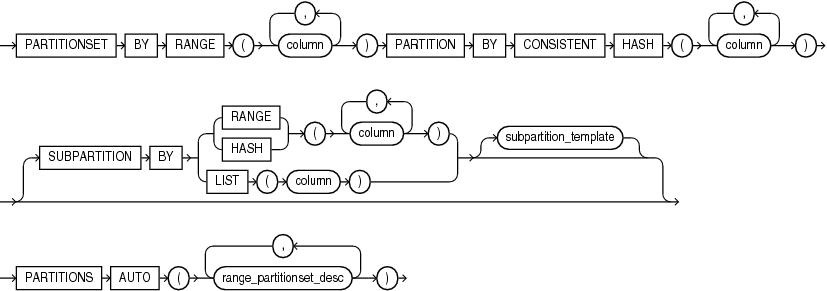 ,
,
PARTITIONSET BY RANGE ( column ) PARTITION BY CONSISTENT HASH ( column )
,
RANGE
( column )
subpartition_template
HASH
SUBPARTITION BY
LIST ( column )
,
PARTITIONS AUTO ( range_partitionset_desc )